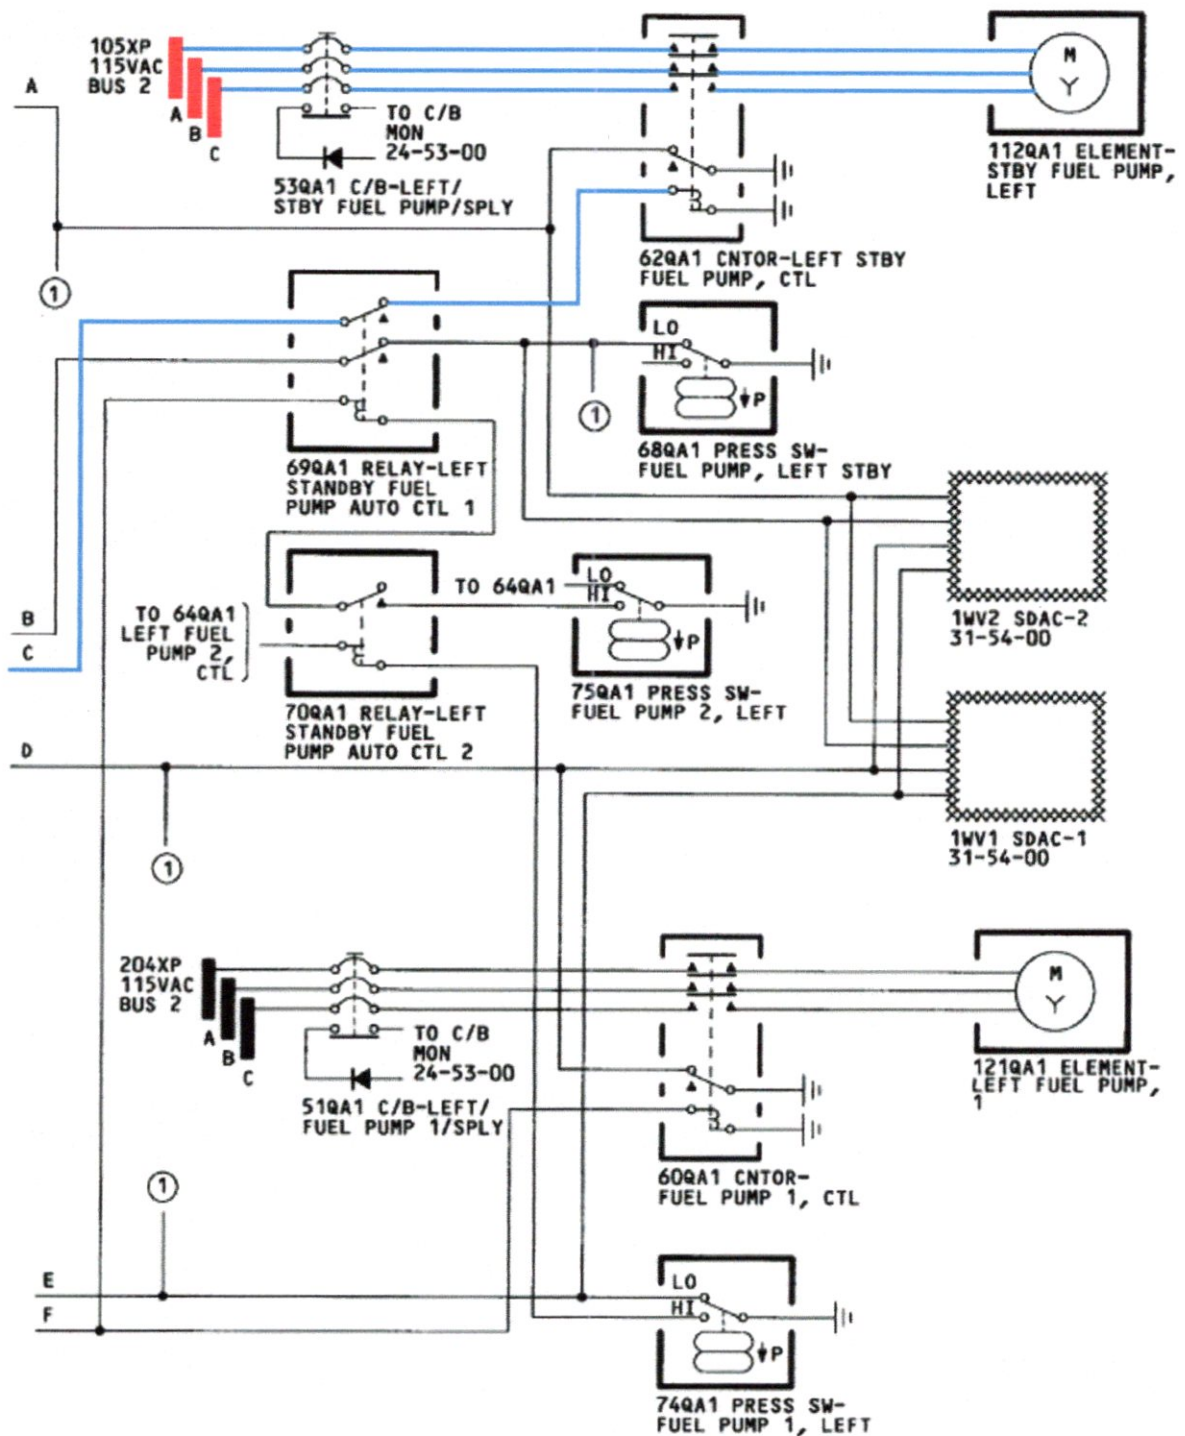 105XP
115VAC
BUS 2
A
B
C
A
TO C/B
MON
24-53-00
53QA1 C/B-LEFT/
STBY FUEL PUMP/SPLY
M
Y
112QA1 ELEMENT-
STBY FUEL PUMP,
LEFT
62QA1 CNTOR-LEFT STBY
FUEL PUMP, CTL
1
LO
HI
P
1
68QA1 PRESS SW-
FUEL PUMP, LEFT STBY
69QA1 RELAY-LEFT
STANDBY FUEL
PUMP AUTO CTL 1
B
C
TO 64QA1
LEFT FUEL
PUMP 2,
CTL
TO 64QA1
LO
HI
P
75QA1 PRESS SW-
FUEL PUMP 2, LEFT
70QA1 RELAY-LEFT
STANDBY FUEL
PUMP AUTO CTL 2
1WV2 SDAC-2
31-54-00
D
1
1WV1 SDAC-1
31-54-00
204XP
115VAC
BUS 2
A
B
C
TO C/B
MON
24-53-00
51QA1 C/B-LEFT/
FUEL PUMP 1/SPLY
M
Y
121QA1 ELEMENT-
LEFT FUEL PUMP,
1
60QA1 CNTOR-
FUEL PUMP 1, CTL
1
E
F
LO
HI
P
74QA1 PRESS SW-
FUEL PUMP 1, LEFT